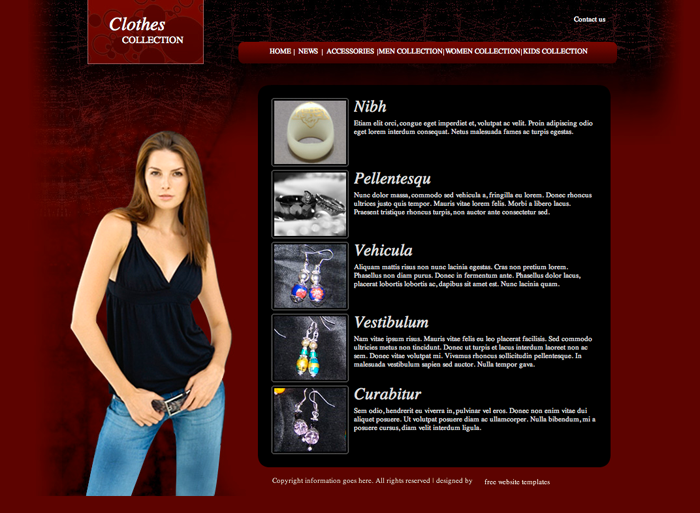 Clothes
COLLECTION
Contact us
HOME | NEWS | ACCESSORIES |MEN COLLECTION|WOMEN COLLECTION|KIDS COLLECTION
Nibh
Etiam elit orci, congue eget imperdiet et, volutpat ac velit. Proin adipiscing odio
eget lorem interdum consequat. Netus malesuada fames ac turpis egestas.
Pellentesqu
Nunc dolor massa, commodo sed vehicula a, fringilla eu lorem. Donec rhoncus
ultrices justo quis tempor. Mauris vitae lorem felis. Morbi a libero lacus.
Praesent tristique rhoncus turpis, non auctor ante consectetur sed.
Vehicula
Aliquam mattis risus non nunc lacinia egestas. Cras non pretium lorem.
Phasellus non diam purus. Donec in fermentum ante. Phasellus dolor lacus,
placerat lobortis lobortis ac, dapibus sit amet est. Nunc lacinia quam.
Vestibulum
Nam vitae ipsum risus. Mauris vitae felis eu leo placerat facilisis. Sed commodo
ultricies metus non tincidunt. Donec ut turpis et lacus interdum laoreet non ac
sem. Donec vitae volutpat mi. Vivamus rhoncus sollicitudin pellentesque. In
malesuada vestibulum sapien sed auctor. Nulla tempor gava.
Curabitur
Sem odio, hendrerit eu viverra in, pulvinar vel eros. Donec non enim vitae dui
aliquet posuere. Ut volutpat posuere diam ac ullamcorper. Nulla bibendum, mi a
posuere cursus, diam velit interdum ligula.
Copyright information goes here. All rights reserved | designed by free website templates